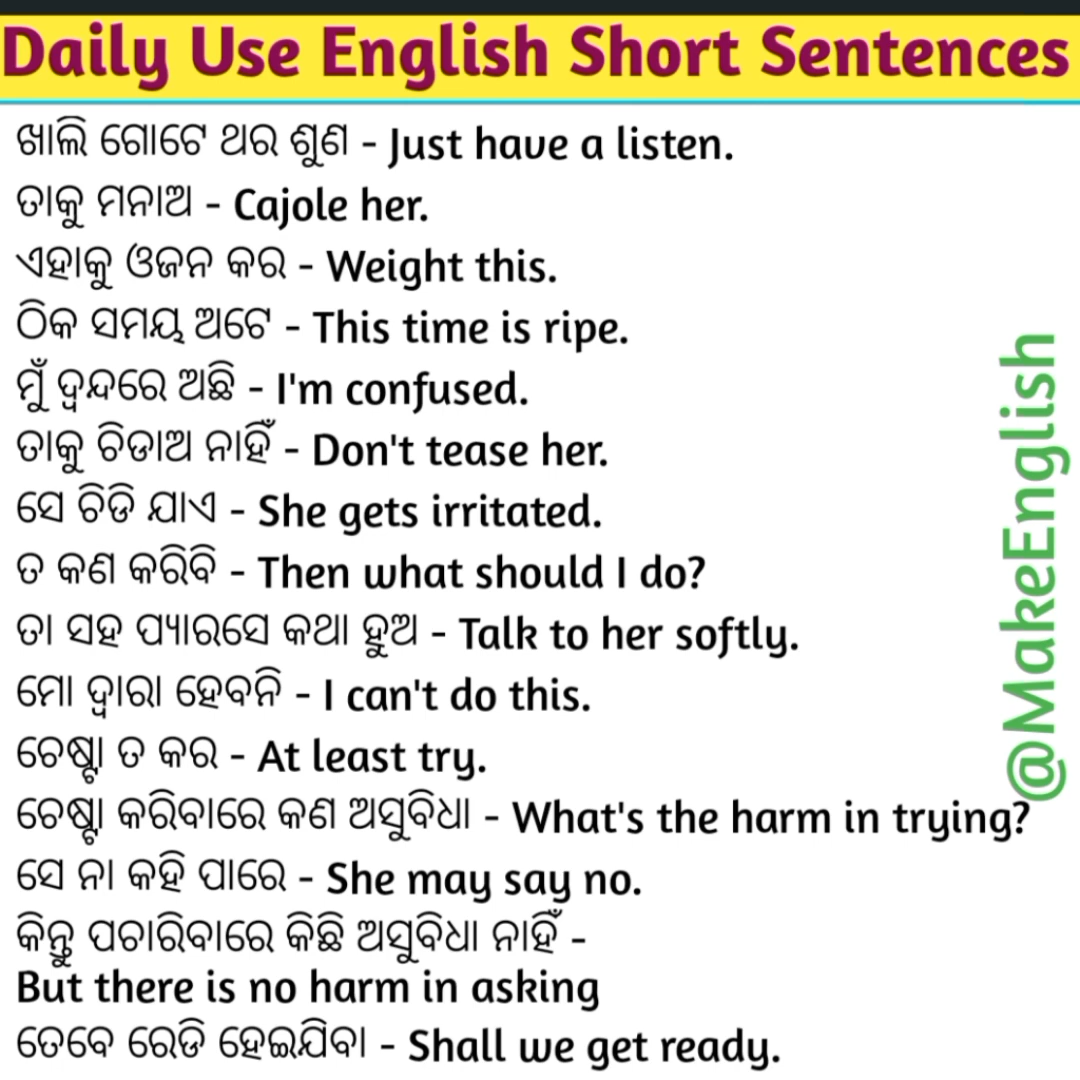 Daily Use English Short Sentences
ଖାଲି ଗୋଟେ ଥର ଶୁଣ - Just have a listen.
ତାକୁ ମନାଅ - Cajole her.
ଏହାକୁ ଓଜନ କର - Weight this.
ଠିକ ସମୟ ଅଟେ - This time is ripe.
ମୁଁ ଦ୍ୱନ୍ଦରେ ଅଛି - I'm confused.
ତାକୁ ଚିଡାଅ ନାହିଁ - Don't tease her.
ସେ ଚିଡି ଯାଏ - She gets irritated.
ତ କଣ କରିବି - Then what should I do?
ତା ସହ ପ୍ୟାରସେ କଥା ହୁଅ - Talk to her softly.
ମୋ ଦ୍ୱାରା ହେବନି - I can't do this.
ଚେଷ୍ଟା ତ କର - At least try.
ଚେଷ୍ଟା କରିବାରେ କଣ ଅସୁବିଧା - What's the harm in trying?
ସେ ନା କହି ପାରେ - She may say no.
କିନ୍ତୁ ପଚାରିବାରେ କିଛି ଅସୁବିଧା ନାହିଁ -
But there is no harm in asking
ତେବେ ରେଡି ହେଇଯିବା - Shall we get ready.
@MakeEnglish